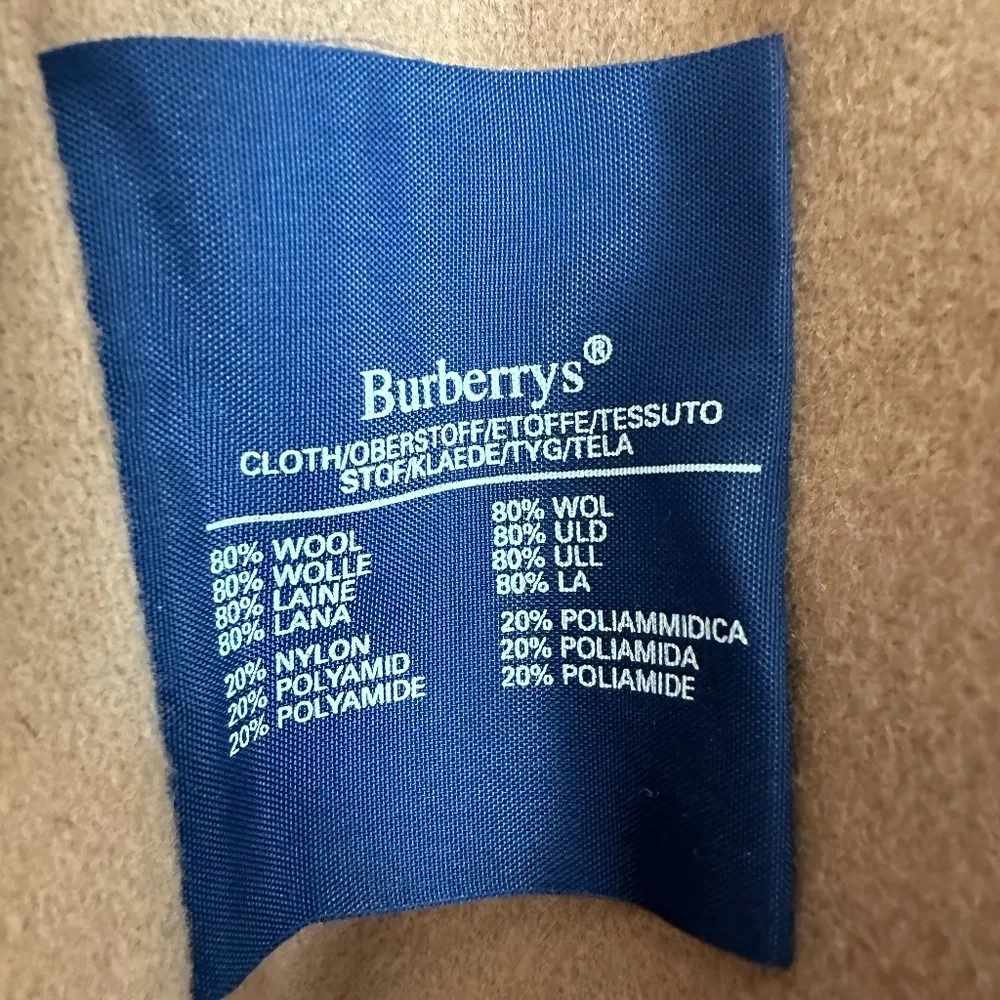 Burberrys®
CLOTH/OBERSTOFF/ETOFFE/TESSUTO
STOF/KLAEDE/TYG/TELA
80% WOOL
80% WOLLE
80% LAINE
80% LANA
20% NYLON
20% POLYAMID
20% POLYAMIDE
80% WOL
80% ULD
80% ULL
80% LA
20% POLIAMMIDICA
20% POLIAMIDA
20% POLIAMIDE